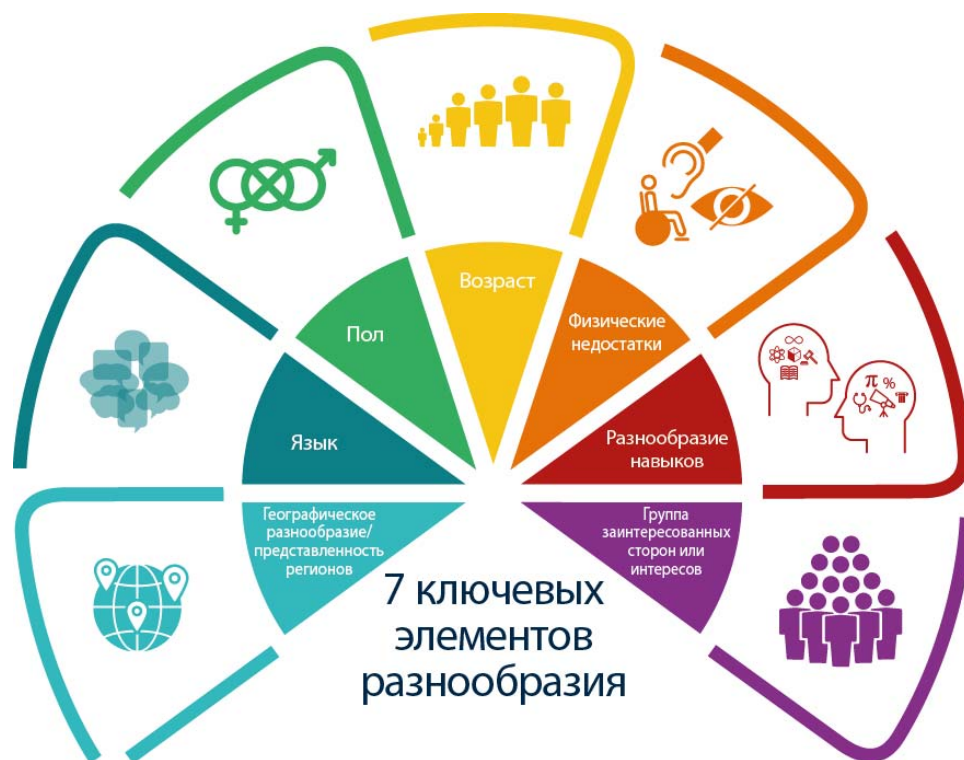 Географическое
разнообразие/
представленность
регионов
Язык
Пол
Возраст
Физические
недостатки
Разнообразие
навыков
Группа
заинтересованных
сторон или
интересов
π %
7 ключевых
элементов
разнообразия